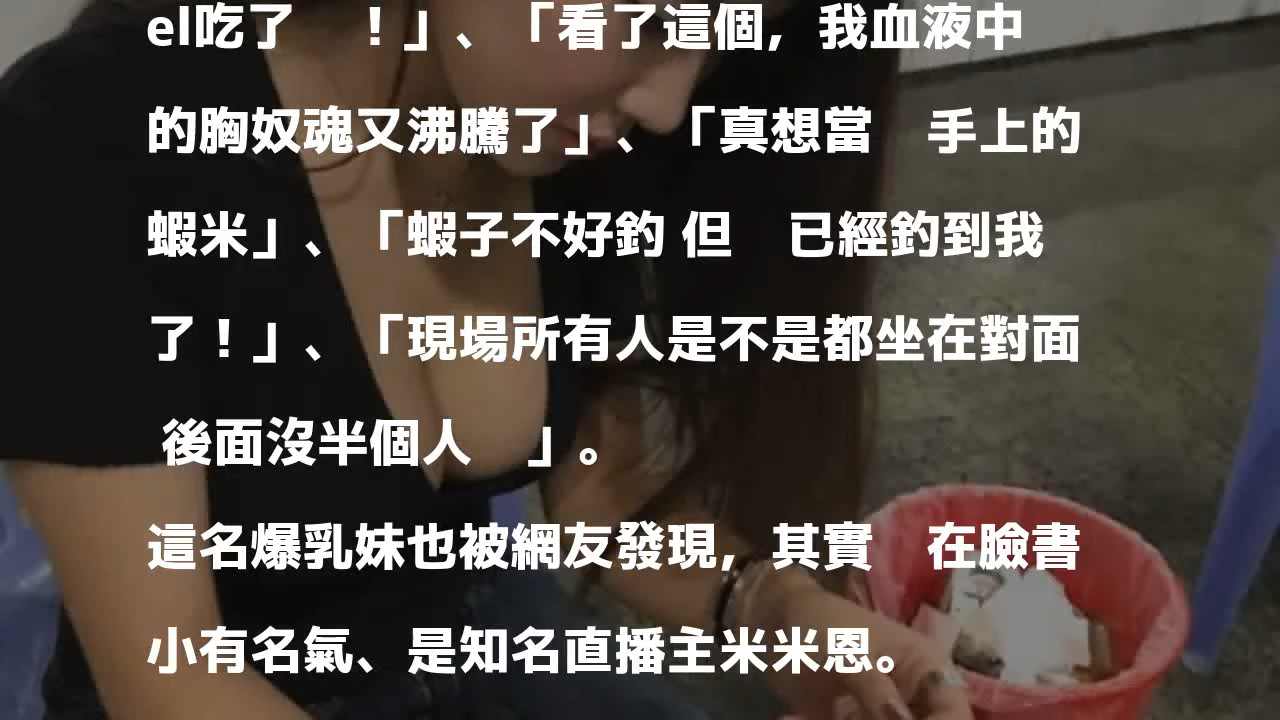 el吃了　！」、「看了這個，我血液中
的胸奴魂又沸騰了」、「真想當　手上的
蝦米」、「蝦子不好釣 但　已經釣到我
了！」、「現場所有人是不是都坐在對面
後面沒半個人　」。
這名爆乳妹也被網友發現，其實　在臉書
小有名氣、是知名直播主米米恩。